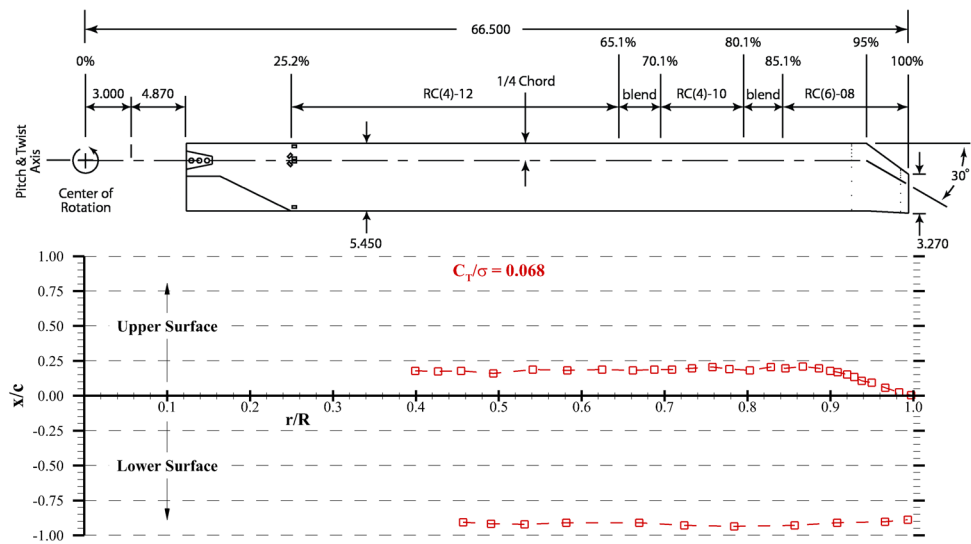 66.500
0%
25.2%
65.1%
80.1%
95%
70.1%
85.1%
100%
3.000
4.870
1/4 Chord
RC(4)-12
blend
RC(4)-10
blend
RC(6)-08
Pitch & Twist
Axis
Center of
Rotation
30°
5.450
3.270
C_T/σ = 0.068
1.00
0.75
0.50
0.25
0.00
-0.25
-0.50
-0.75
-1.00
x/c
Upper Surface
0.1
0.2
0.3
0.4
0.5
0.6
0.7
0.8
0.9
1.0
r/R
Lower Surface